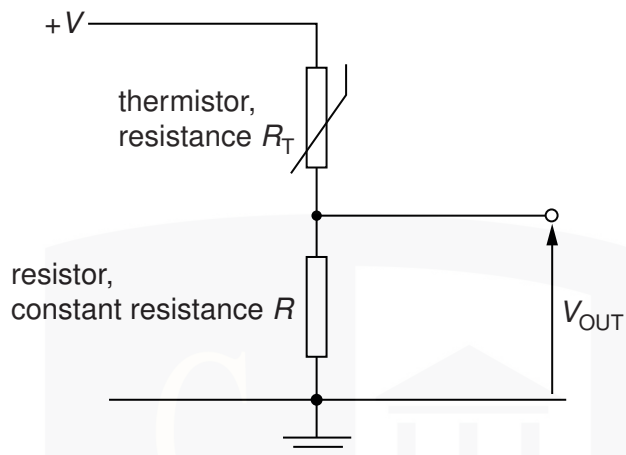 +V
thermistor,
resistance R_T
resistor,
constant resistance R
V_OUT